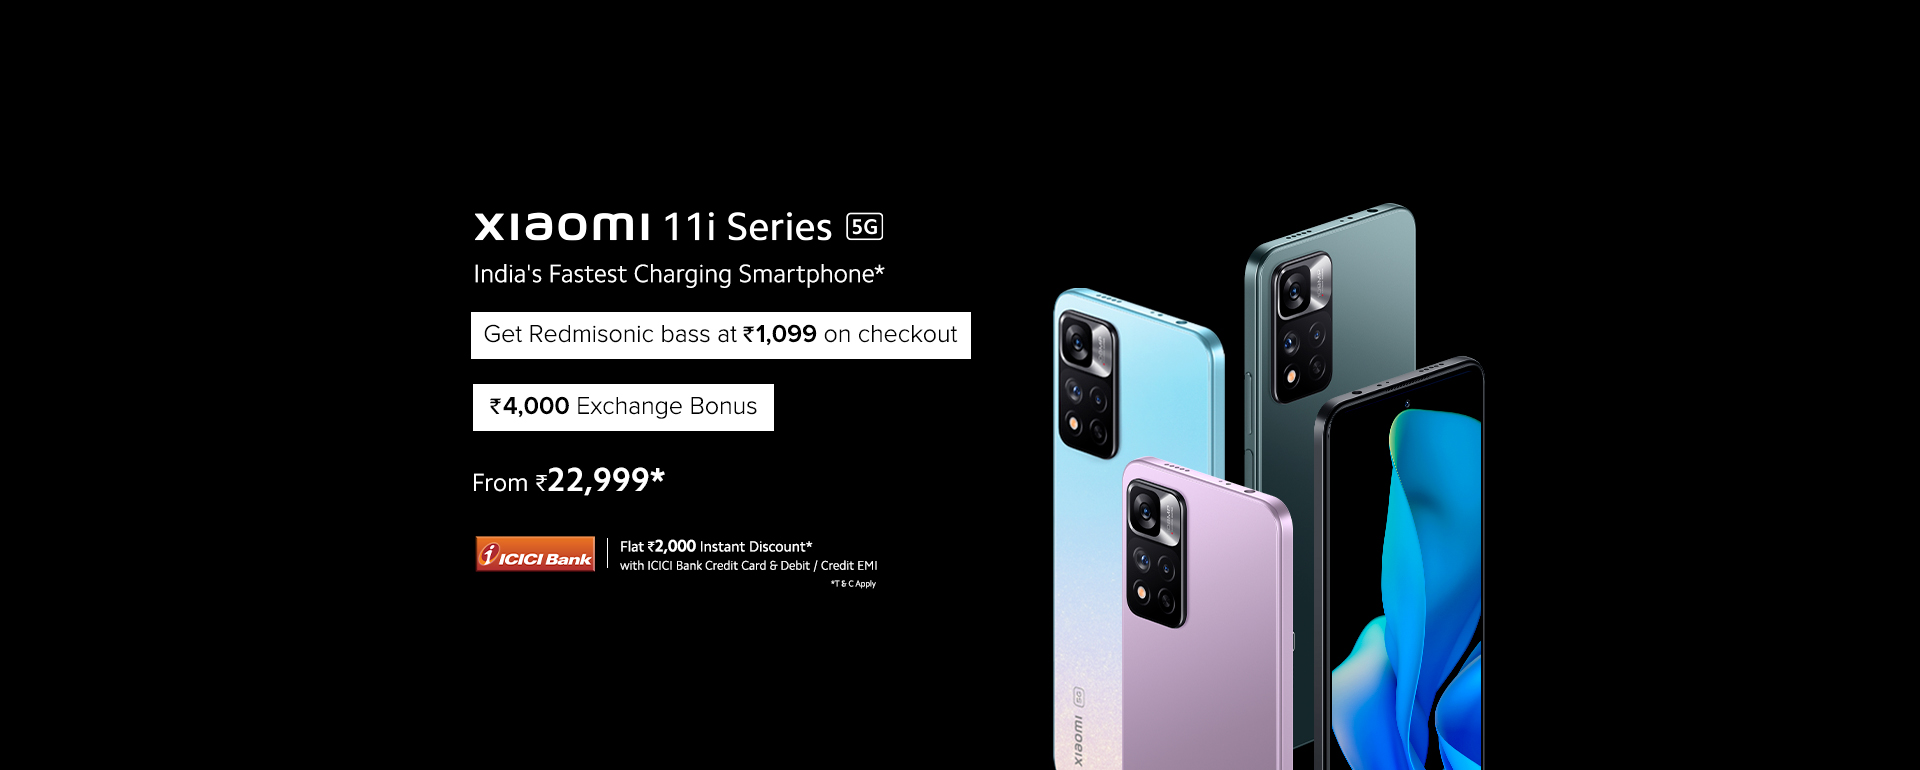 xiaomi 11i Series 5G
India's Fastest Charging Smartphone*
Get Redmisonic bass at ₹1,099 on checkout
₹4,000 Exchange Bonus
From ₹22,999*
ICICI Bank
Flat ₹2,000 Instant Discount*
with ICICI Bank Credit Card & Debit / Credit EMI
*T & C Apply
xiaomi 5G